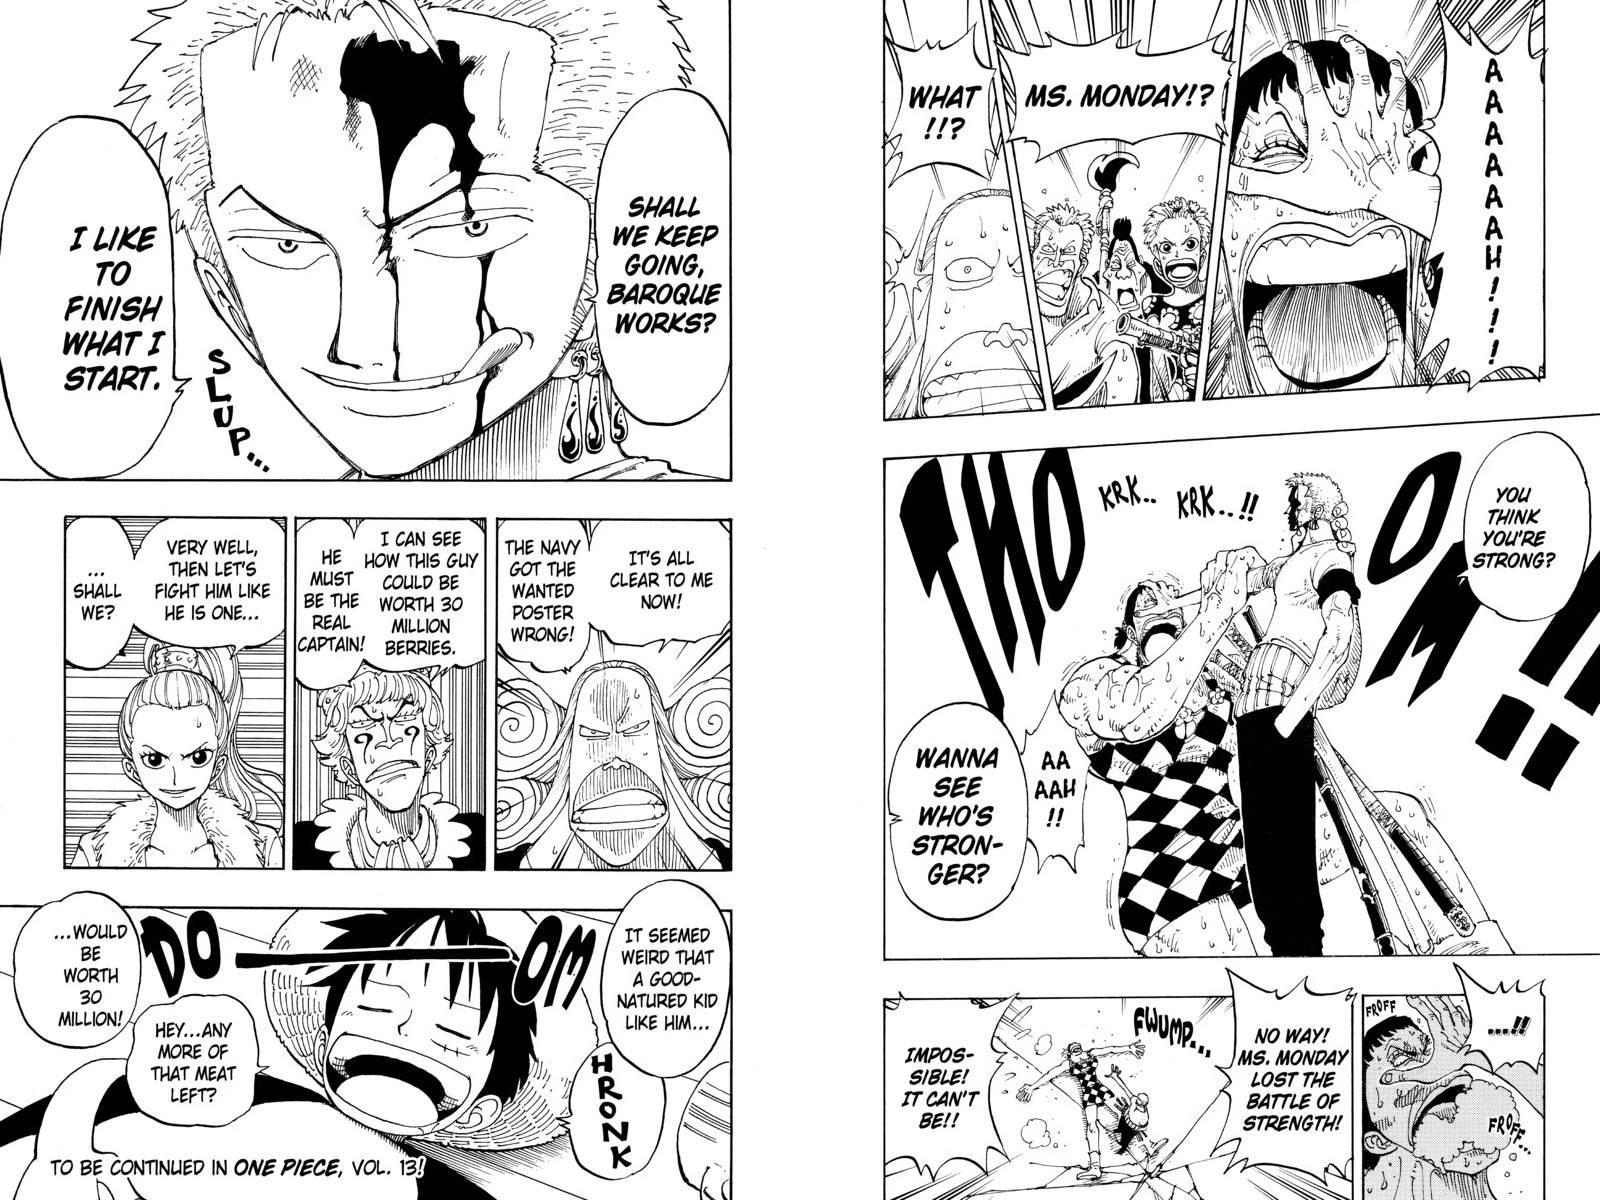 AAAAAAAH!!!!
MS. MONDAY!?
WHAT
!!?
YOU
THINK
YOU'RE
STRONG?
THOOM!!
KRK..
KRK..!!
AA
AAH
!!
WANNA
SEE
WHO'S
STRON-
GER?
...!!
FROFF
FROFF...
NO WAY!
MS. MONDAY
LOST THE
BATTLE OF
STRENGTH!
FWUMP...
IMPOS-
SIBLE!
IT CAN'T
BE!!
SHALL
WE KEEP
GOING,
BAROQUE
WORKS?
I LIKE
TO
FINISH
WHAT I
START.
SLUP...
IT'S ALL
CLEAR TO ME
NOW!
THE NAVY
GOT THE
WANTED
POSTER
WRONG!
I CAN SEE
HOW THIS GUY
COULD BE
WORTH 30
MILLION
BERRIES.
HE
MUST
BE THE
REAL
CAPTAIN!
VERY WELL,
THEN LET'S
FIGHT HIM LIKE
HE IS ONE...
...
SHALL
WE?
IT SEEMED
WEIRD THAT
A GOOD-
NATURED KID
LIKE HIM...
DO—OM
...WOULD
BE
WORTH
30
MILLION!
HEY...ANY
MORE OF
THAT MEAT
LEFT?
HRONK
TO BE CONTINUED IN ONE PIECE, VOL. 13!